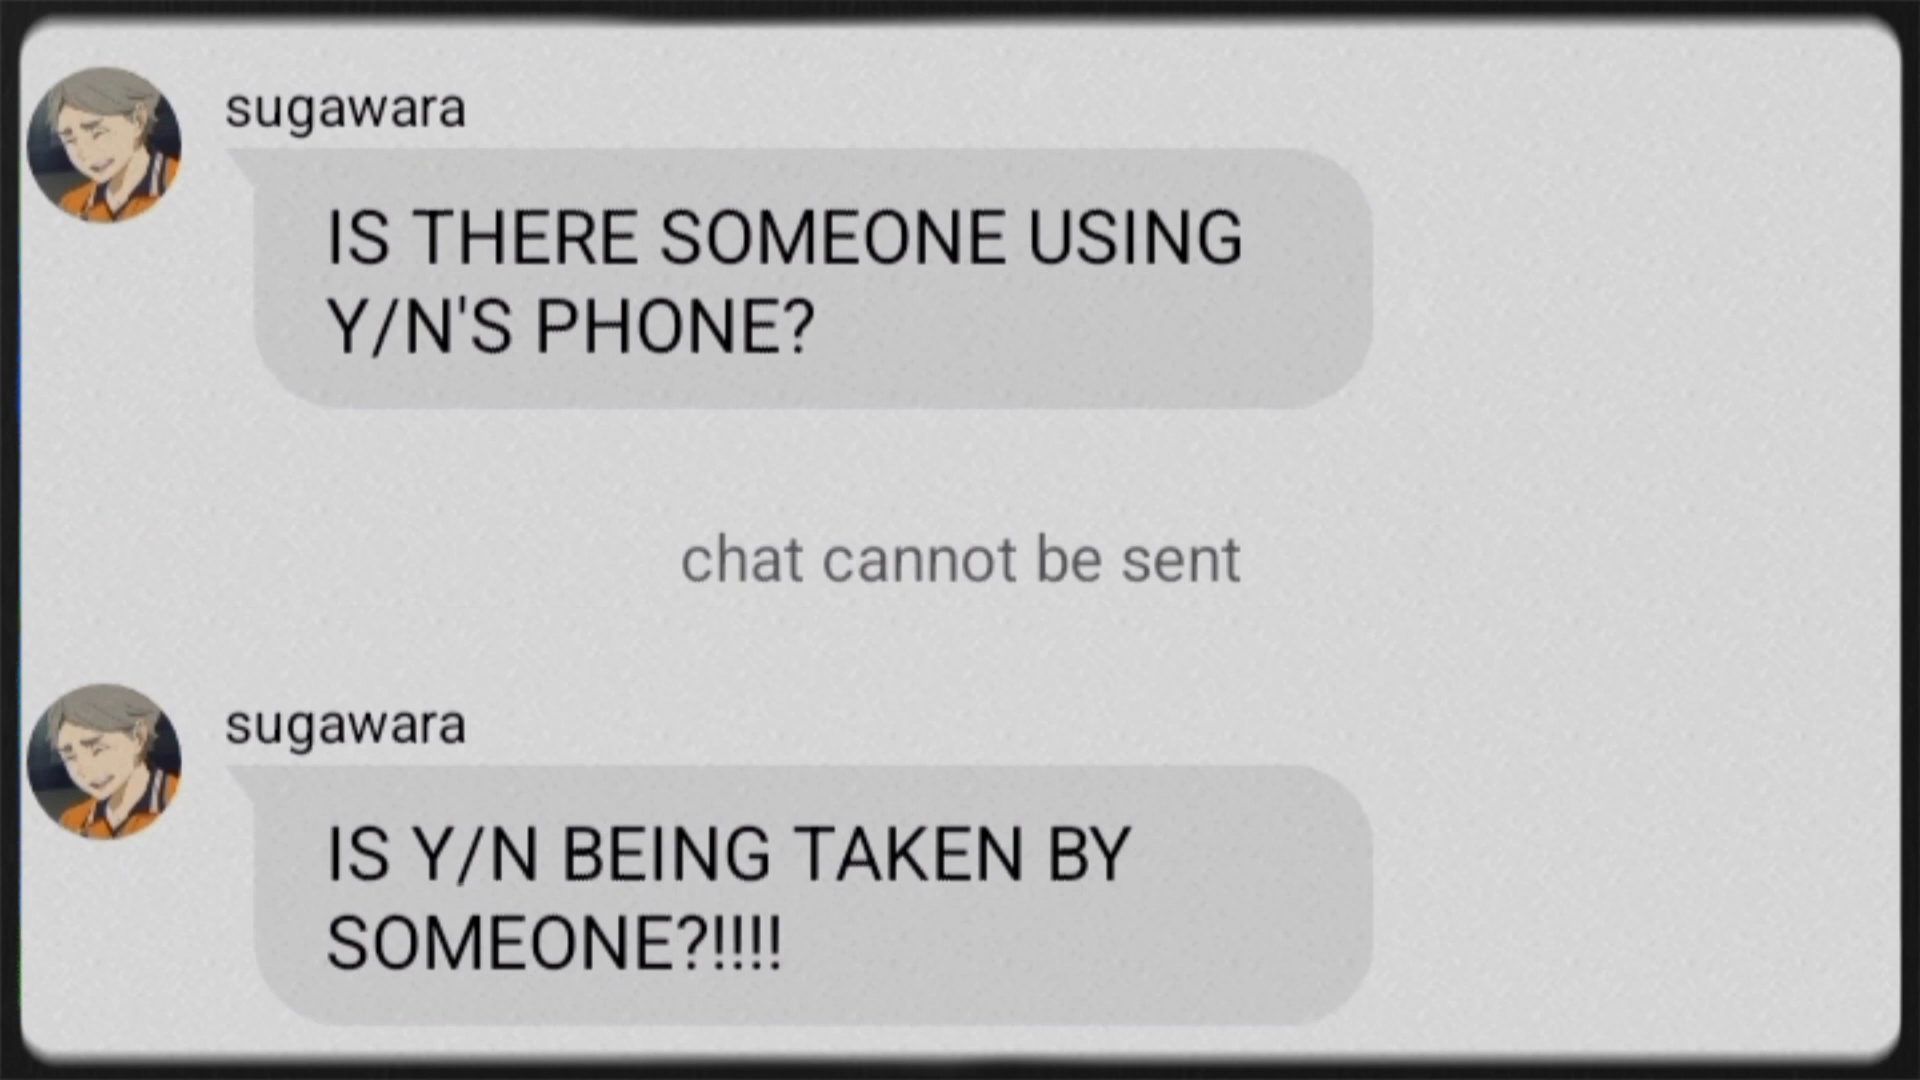 sugawara
IS THERE SOMEONE USING
Y/N'S PHONE?
chat cannot be sent
sugawara
IS Y/N BEING TAKEN BY
SOMEONE?!!!!